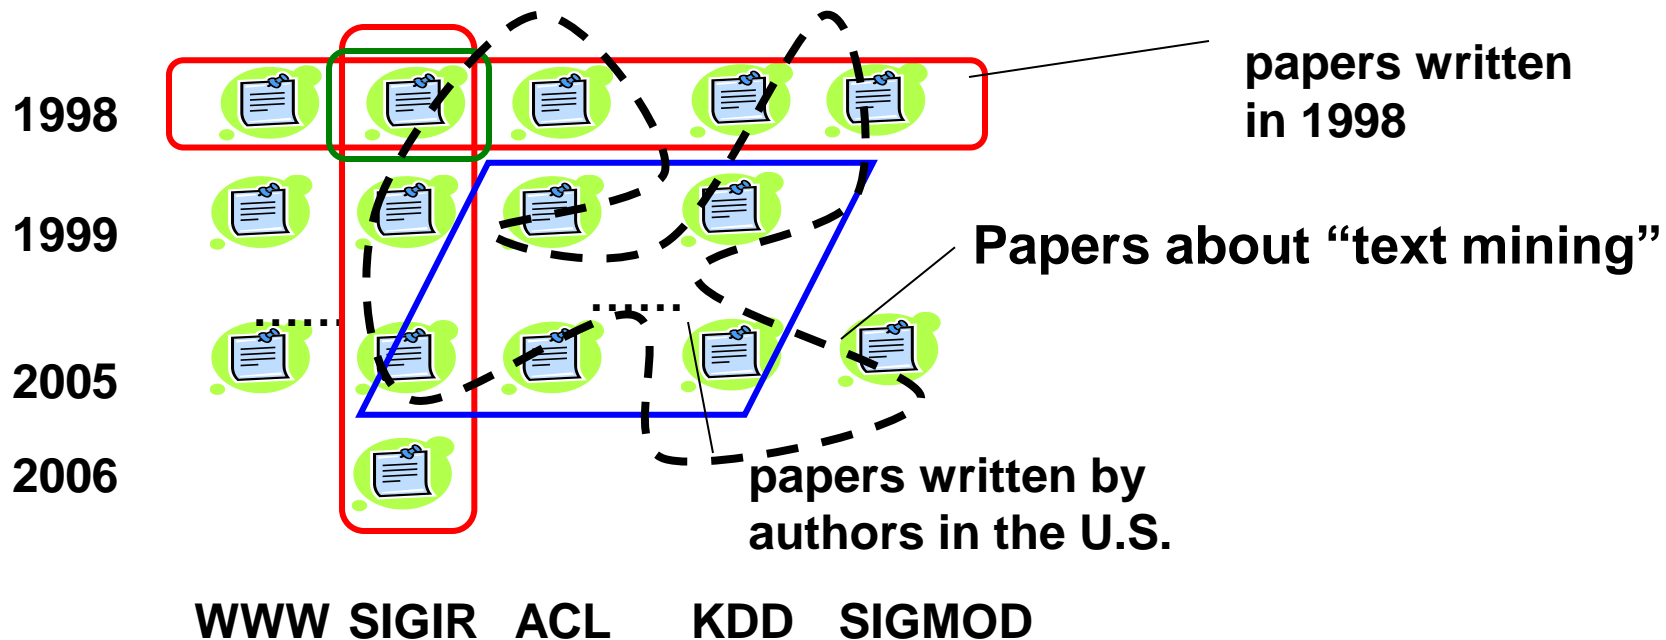 papers written
in 1998
1998
1999
Papers about “text mining”
2005
2006
papers written by
authors in the U.S.
WWW SIGIR ACL KDD SIGMOD